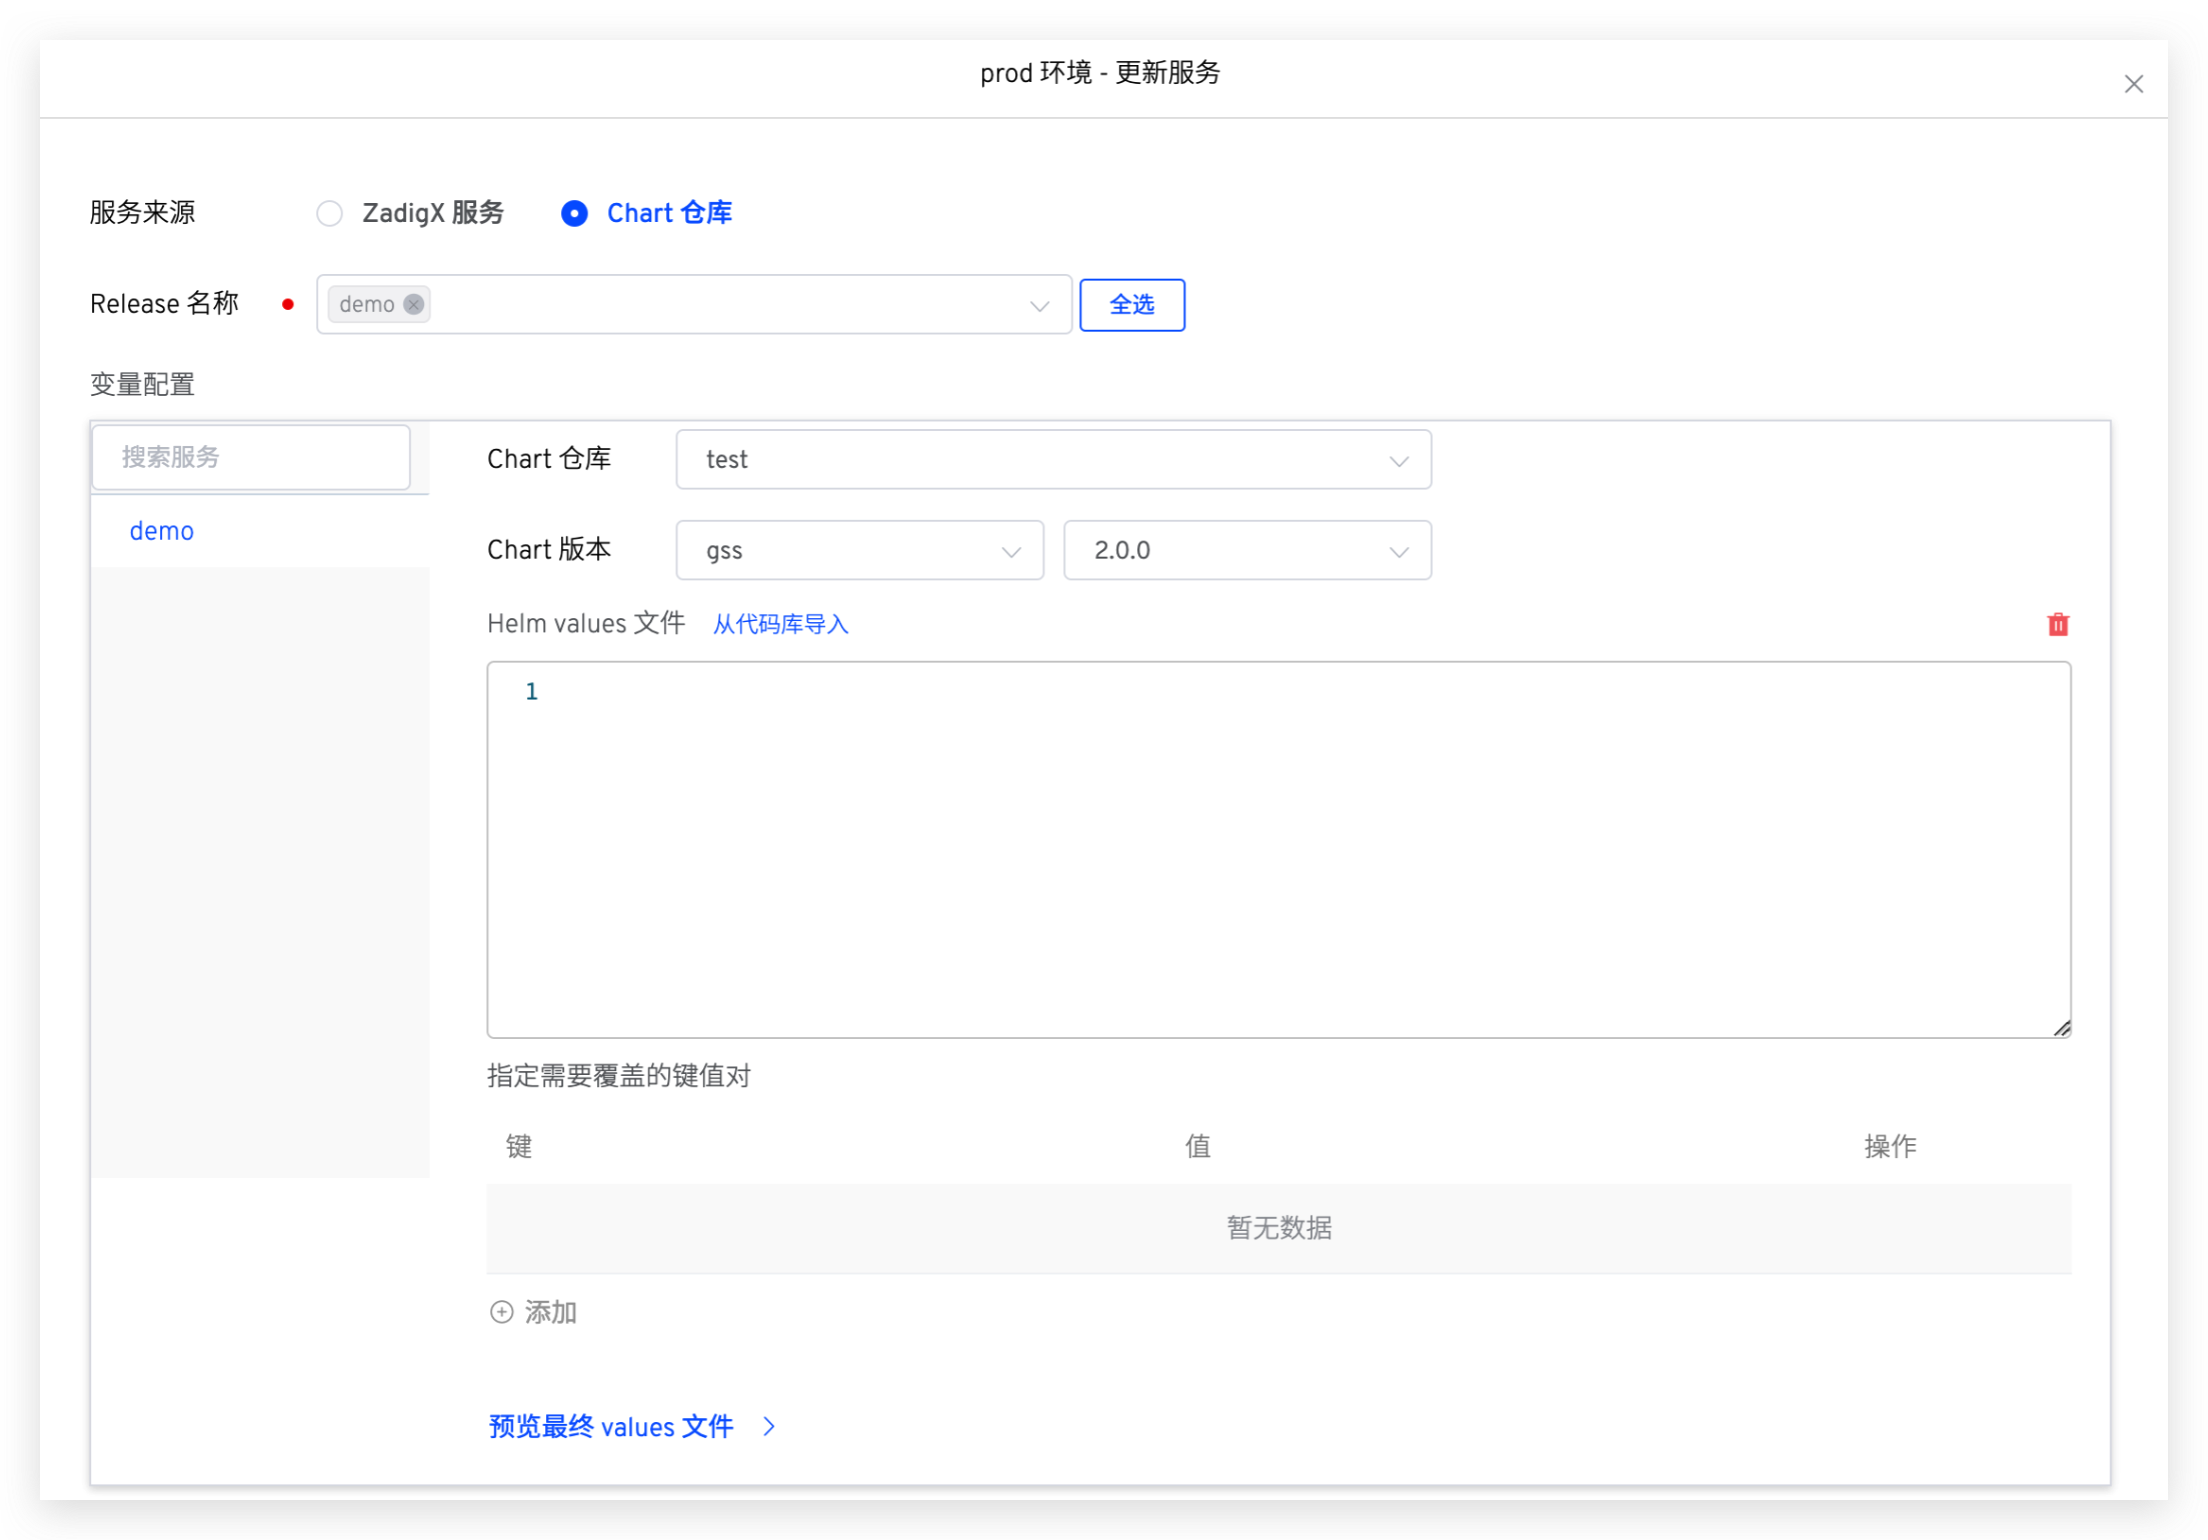 prod 环境 - 更新服务
服务来源 ZadigX 服务 Chart 仓库
Release 名称 demo 全选
变量配置
搜索服务
demo
Chart 仓库 test
Chart 版本 gss 2.0.0
Helm values 文件 从代码库导入
1
指定需要覆盖的键值对
键 值 操作
暂无数据
添加
预览最终 values 文件